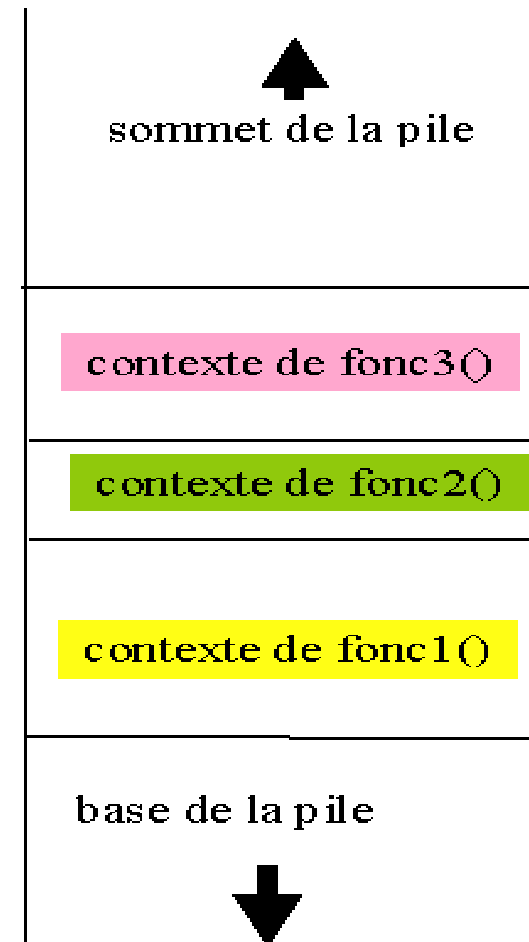 sommet de la pile
contexte de fonc3()
contexte de fonc2()
contexte de fonc1()
base de la pile